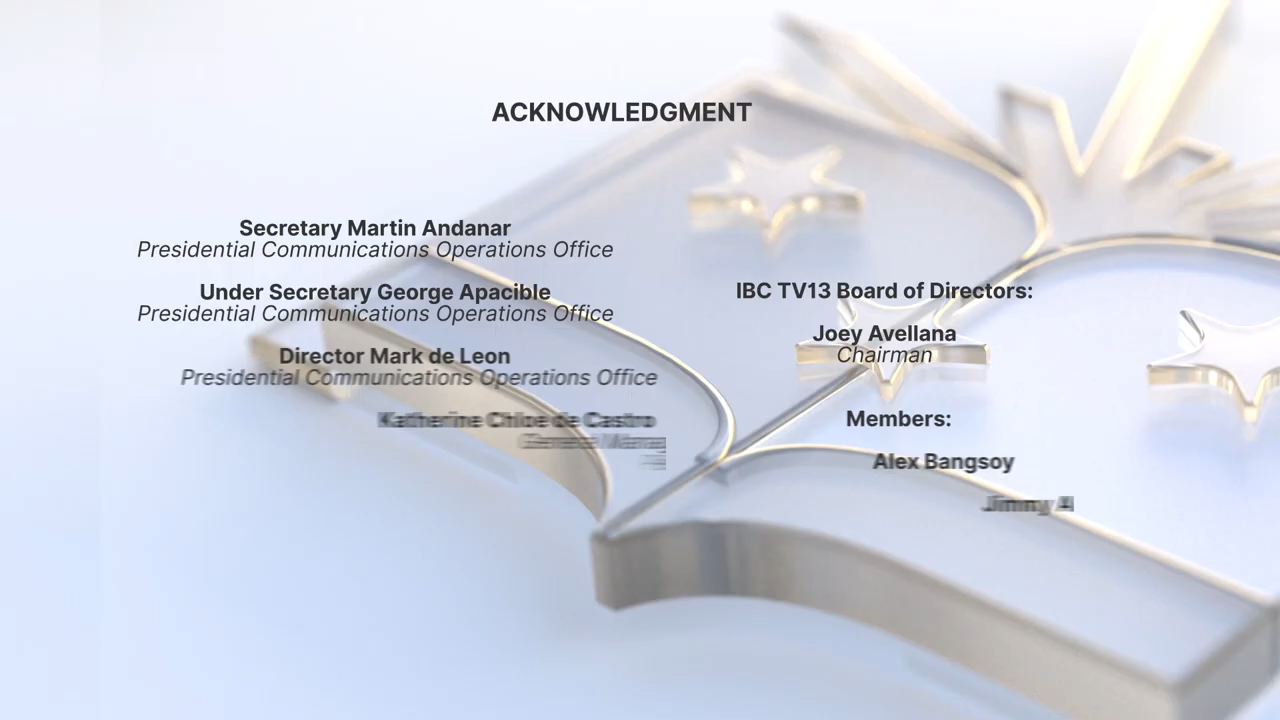 ACKNOWLEDGMENT
Secretary Martin Andanar
Presidential Communications Operations Office
Under Secretary George Apacible
Presidential Communications Operations Office
Director Mark de Leon
Presidential Communications Operations Office
Katherine Chloe de Castro
IBC TV13 Board of Directors:
Joey Avellana
Chairman
Members:
Alex Bangsoy
Jimmy